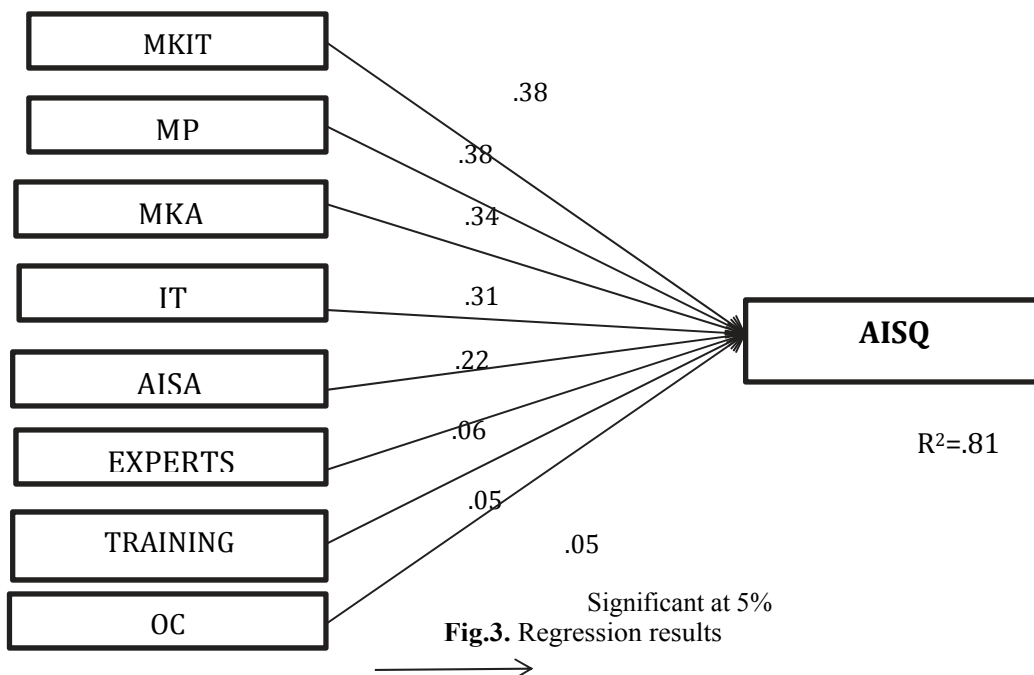 MKIT
.38
MP
.38
MKA
.34
IT
.31
AISQ
AISA
.22
EXPERTS
.06
R²=.81
TRAINING
.05
.05
OC
Significant at 5%
Fig.3. Regression results